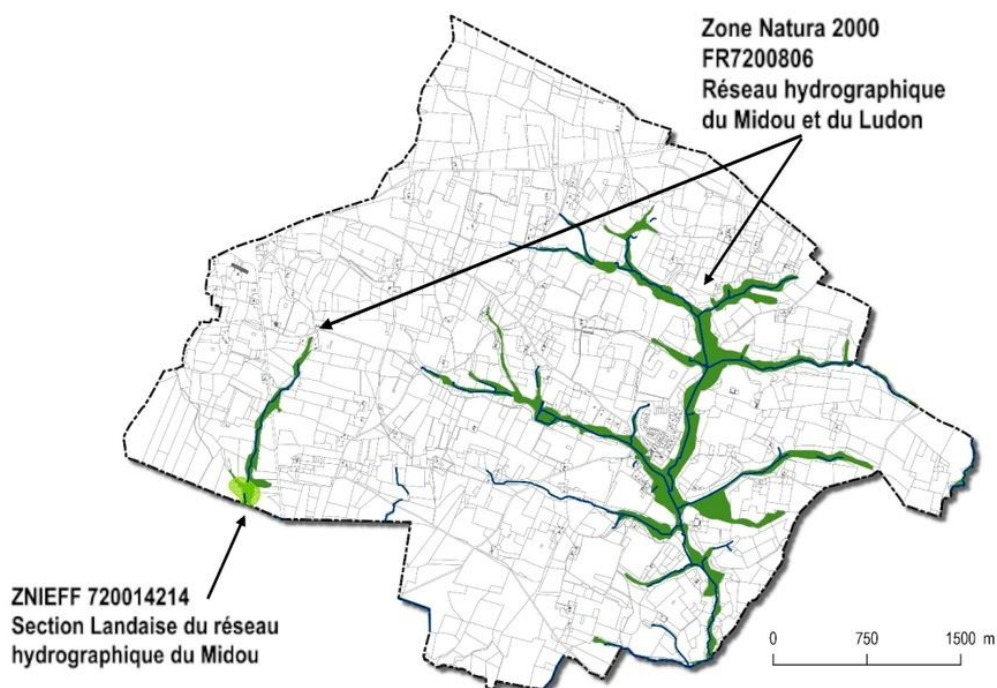 Zone Natura 2000
FR7200806
Réseau hydrographique
du Midou et du Ludon
ZNIEFF 720014214
Section Landaise du réseau
hydrographique du Midou
0 750 1500 m